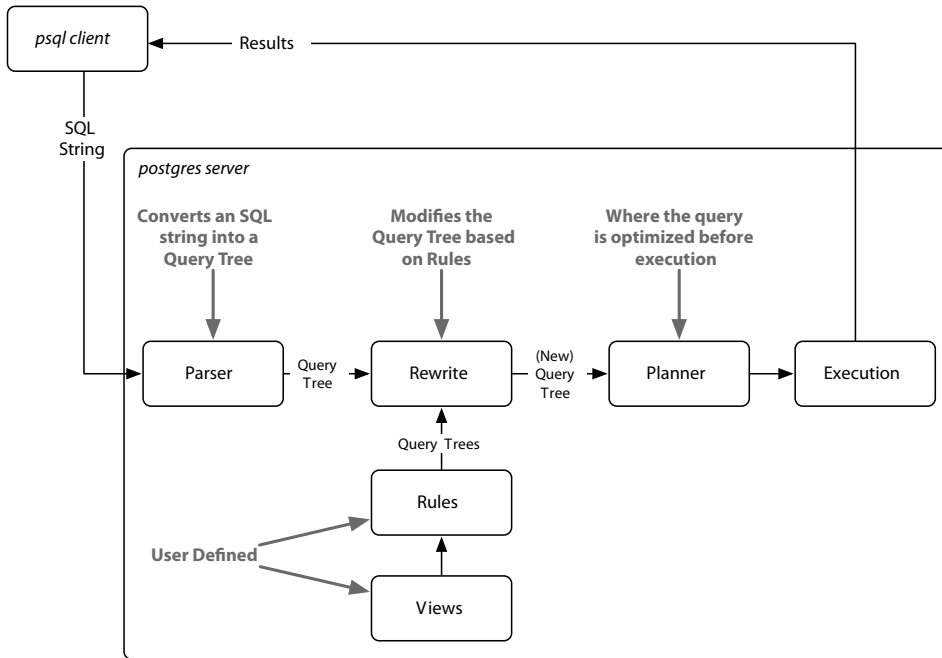 psql client
Results
SQL
String
postgres server
Converts an SQL
string into a
Query Tree
Modifies the
Query Tree based
on Rules
Where the query
is optimized before
execution
Parser
Query
Tree
Rewrite
(New)
Query
Tree
Planner
Execution
Query Trees
Rules
User Defined
Views